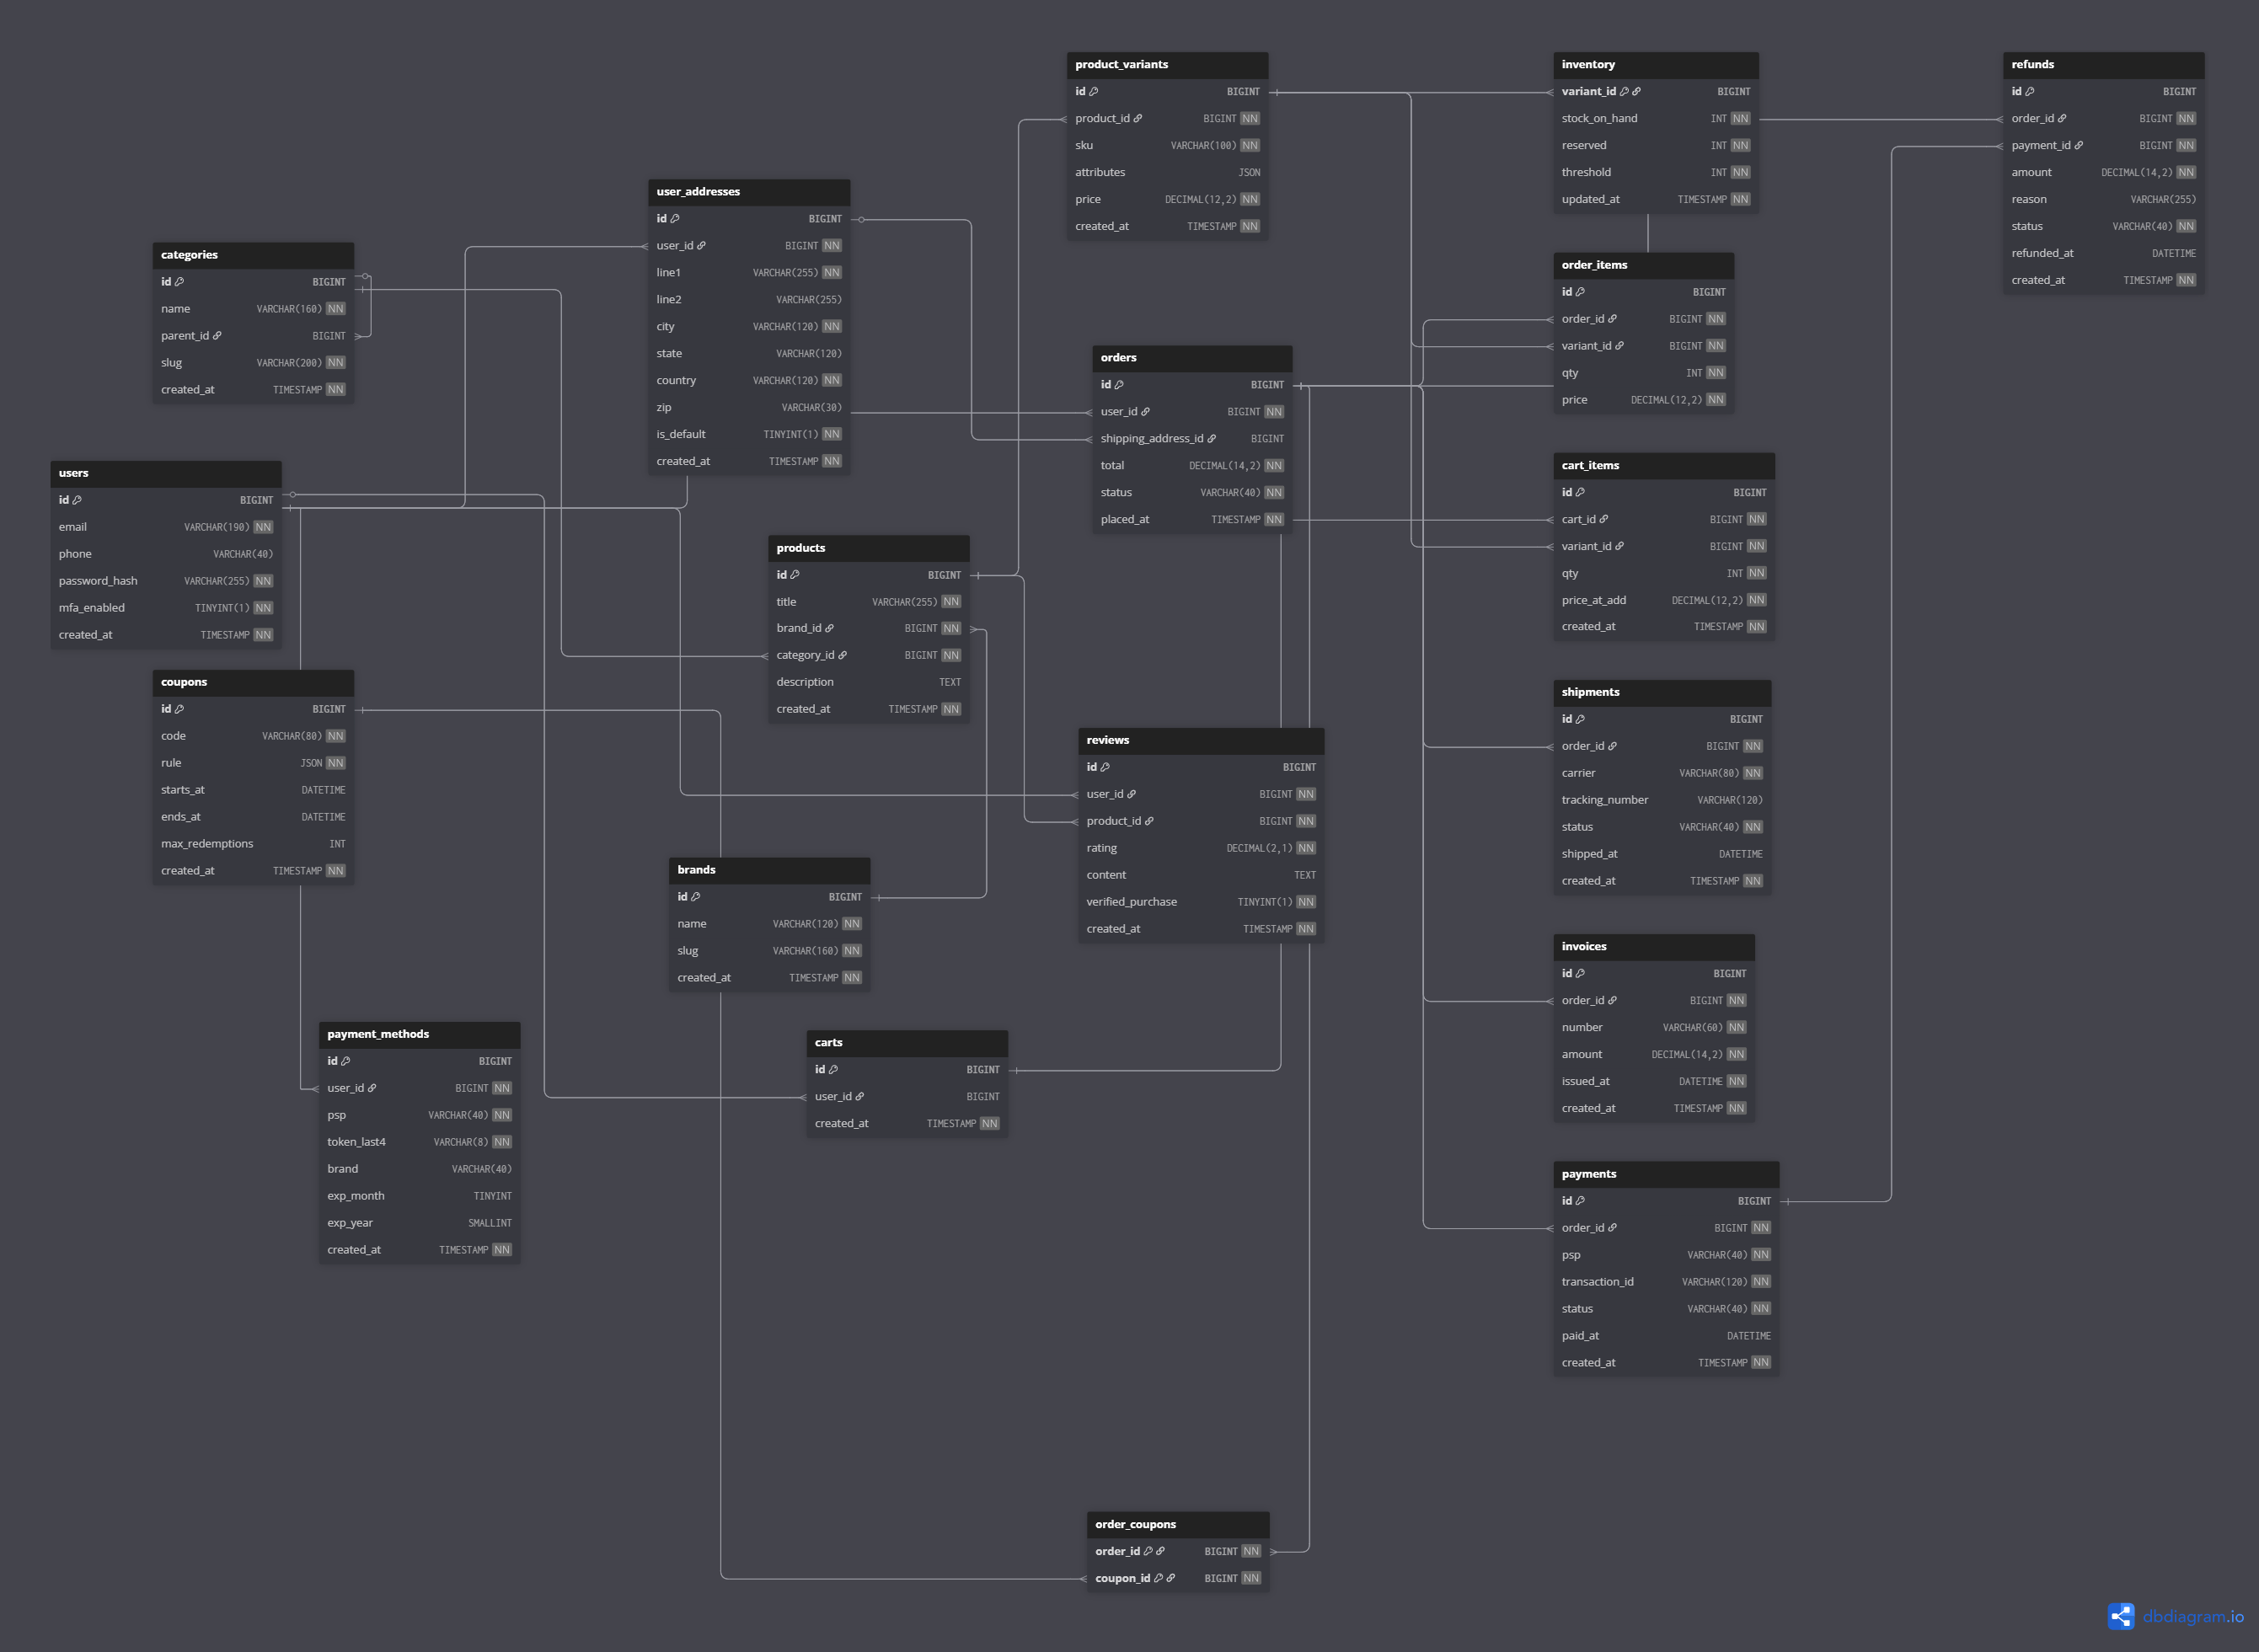 product_variants
id BIGINT
product_id BIGINT NN
sku VARCHAR(100) NN
attributes JSON
price DECIMAL(12,2) NN
created_at TIMESTAMP NN
inventory
variant_id BIGINT
stock_on_hand INT NN
reserved INT NN
threshold INT NN
updated_at TIMESTAMP NN
refunds
id BIGINT
order_id BIGINT NN
payment_id BIGINT NN
amount DECIMAL(14,2) NN
reason VARCHAR(255)
status VARCHAR(40) NN
refunded_at DATETIME
created_at TIMESTAMP NN
user_addresses
id BIGINT
user_id BIGINT NN
line1 VARCHAR(255) NN
line2 VARCHAR(255)
city VARCHAR(120) NN
state VARCHAR(120)
country VARCHAR(120) NN
zip VARCHAR(30)
is_default TINYINT(1) NN
created_at TIMESTAMP NN
categories
id BIGINT
name VARCHAR(160) NN
parent_id BIGINT
slug VARCHAR(200) NN
created_at TIMESTAMP NN
order_items
id BIGINT
order_id BIGINT NN
variant_id BIGINT NN
qty INT NN
price DECIMAL(12,2) NN
orders
id BIGINT
user_id BIGINT NN
shipping_address_id BIGINT
total DECIMAL(14,2) NN
status VARCHAR(40) NN
placed_at TIMESTAMP NN
users
id BIGINT
email VARCHAR(190) NN
phone VARCHAR(40)
password_hash VARCHAR(255) NN
mfa_enabled TINYINT(1) NN
created_at TIMESTAMP NN
cart_items
id BIGINT
cart_id BIGINT NN
variant_id BIGINT NN
qty INT NN
price_at_add DECIMAL(12,2) NN
created_at TIMESTAMP NN
products
id BIGINT
title VARCHAR(255) NN
brand_id BIGINT NN
category_id BIGINT NN
description TEXT
created_at TIMESTAMP NN
coupons
id BIGINT
code VARCHAR(80) NN
rule JSON NN
starts_at DATETIME
ends_at DATETIME
max_redemptions INT
created_at TIMESTAMP NN
shipments
id BIGINT
order_id BIGINT NN
carrier VARCHAR(80) NN
tracking_number VARCHAR(120)
status VARCHAR(40) NN
shipped_at DATETIME
created_at TIMESTAMP NN
reviews
id BIGINT
user_id BIGINT NN
product_id BIGINT NN
rating DECIMAL(2,1) NN
content TEXT
verified_purchase TINYINT(1) NN
created_at TIMESTAMP NN
brands
id BIGINT
name VARCHAR(120) NN
slug VARCHAR(160) NN
created_at TIMESTAMP NN
invoices
id BIGINT
order_id BIGINT NN
number VARCHAR(60) NN
amount DECIMAL(14,2) NN
issued_at DATETIME NN
created_at TIMESTAMP NN
payment_methods
id BIGINT
user_id BIGINT NN
psp VARCHAR(40) NN
token_last4 VARCHAR(8) NN
brand VARCHAR(40)
exp_month TINYINT
exp_year SMALLINT
created_at TIMESTAMP NN
carts
id BIGINT
user_id BIGINT
created_at TIMESTAMP NN
payments
id BIGINT
order_id BIGINT NN
psp VARCHAR(40) NN
transaction_id VARCHAR(120) NN
status VARCHAR(40) NN
paid_at DATETIME
created_at TIMESTAMP NN
order_coupons
order_id BIGINT NN
coupon_id BIGINT NN
dbdiagram.io